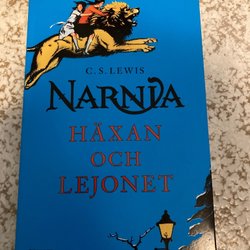 C. S. LEWIS
NARNIA
HÄXAN
OCH
LEJONET